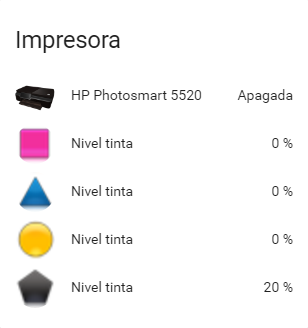 Impresora
HP Photosmart 5520 Apagada
Nivel tinta 0 %
Nivel tinta 0 %
Nivel tinta 0 %
Nivel tinta 20 %